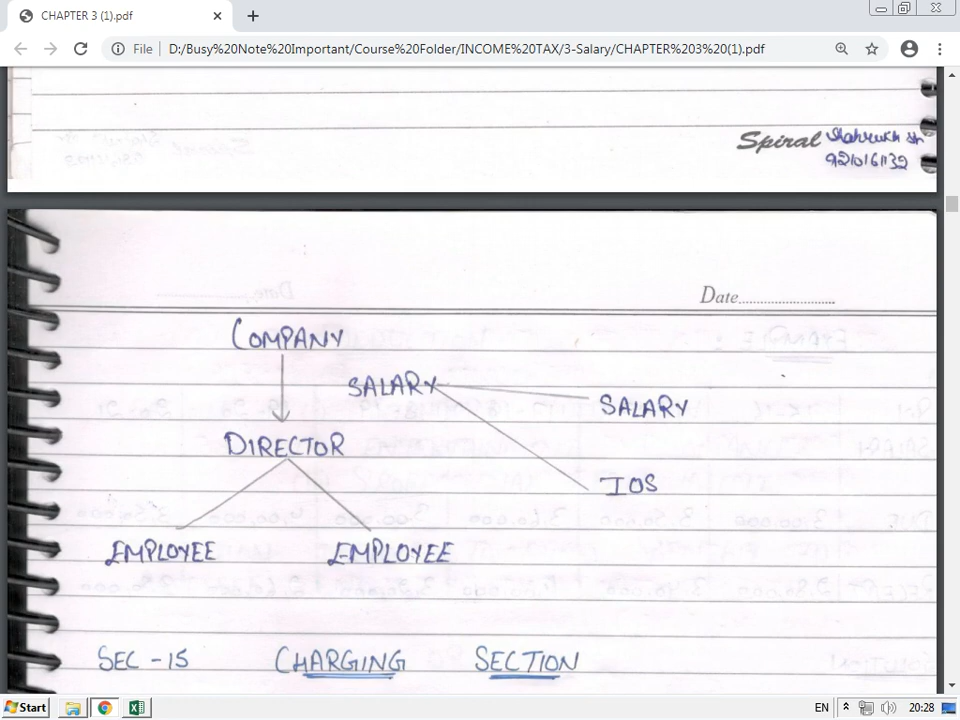 CHAPTER 3 (1).pdf
File D:/Busy%20Note%20Important/Course%20Folder/INCOME%20TAX/3-Salary/CHAPTER%203%20(1).pdf
Spiral
9210161132
Date
COMPANY
SALARY
SALARY
DIRECTOR
IOS
EMPLOYEE EMPLOYEE
SEC-15 CHARGING SECTION
Start EN 20:28